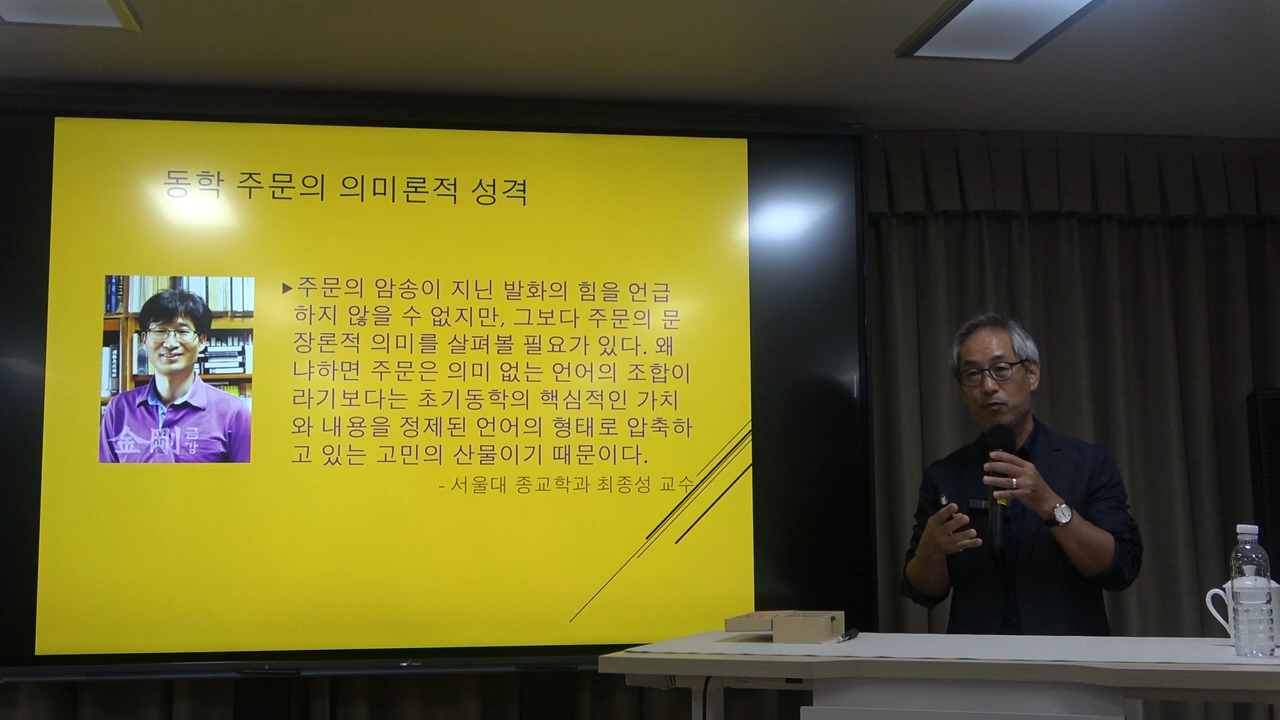 동학 주문의 의미론적 성격
▶주문의 암송이 지닌 발화의 힘을 언급
하지 않을 수 없지만, 그보다 주문의 문
장론적 의미를 살펴볼 필요가 있다. 왜
냐하면 주문은 의미 없는 언어의 조합이
라기보다는 초기동학의 핵심적인 가치
와 내용을 정제된 언어의 형태로 압축하
고 있는 고민의 산물이기 때문이다.
- 서울대 종교학과 최종성 교수
金剛 금강